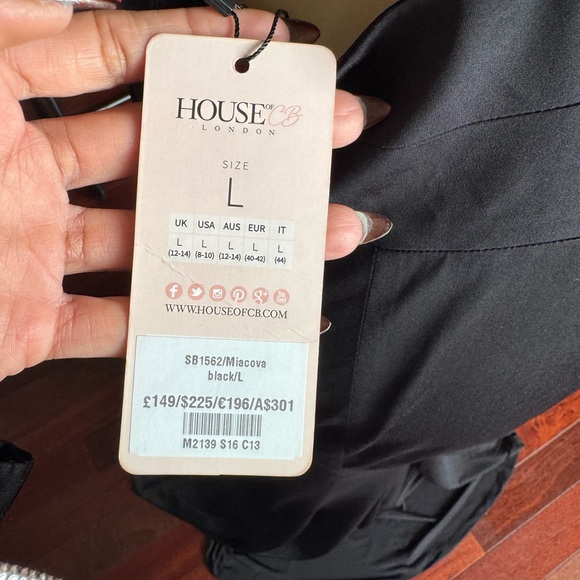 HOUSE OF CB
LONDON
SIZE
L
UK USA AUS EUR IT
L L L L L
(12-14) (8-10) (12-14) (40-42) (44)
WWW.HOUSEOFCB.COM
SB1562/Miacova
black/L
£149/$225/€196/A$301
M2139 S16 C13